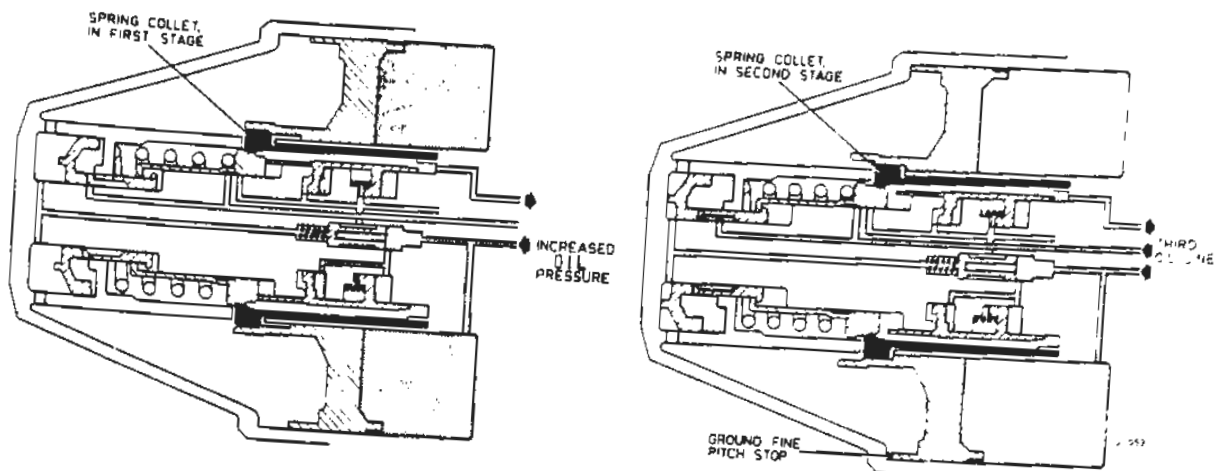 SPRING COLLET,
IN FIRST STAGE
INCREASED
OIL
PRESSURE
SPRING COLLET,
IN SECOND STAGE
THIRD
GROUND FINE
PITCH STOP